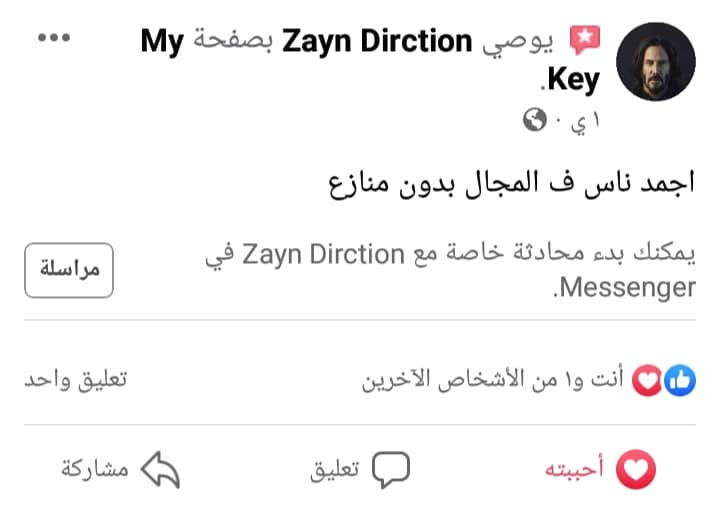 يوصي Zayn Dirction بصفحة My
Key.
١ ي ·
اجمد ناس ف المجال بدون منازع
يمكنك بدء محادثة خاصة مع Zayn Dirction في
Messenger.
مراسلة
أنت و١ من الأشخاص الآخرين
تعليق واحد
أحببته
تعليق
مشاركة